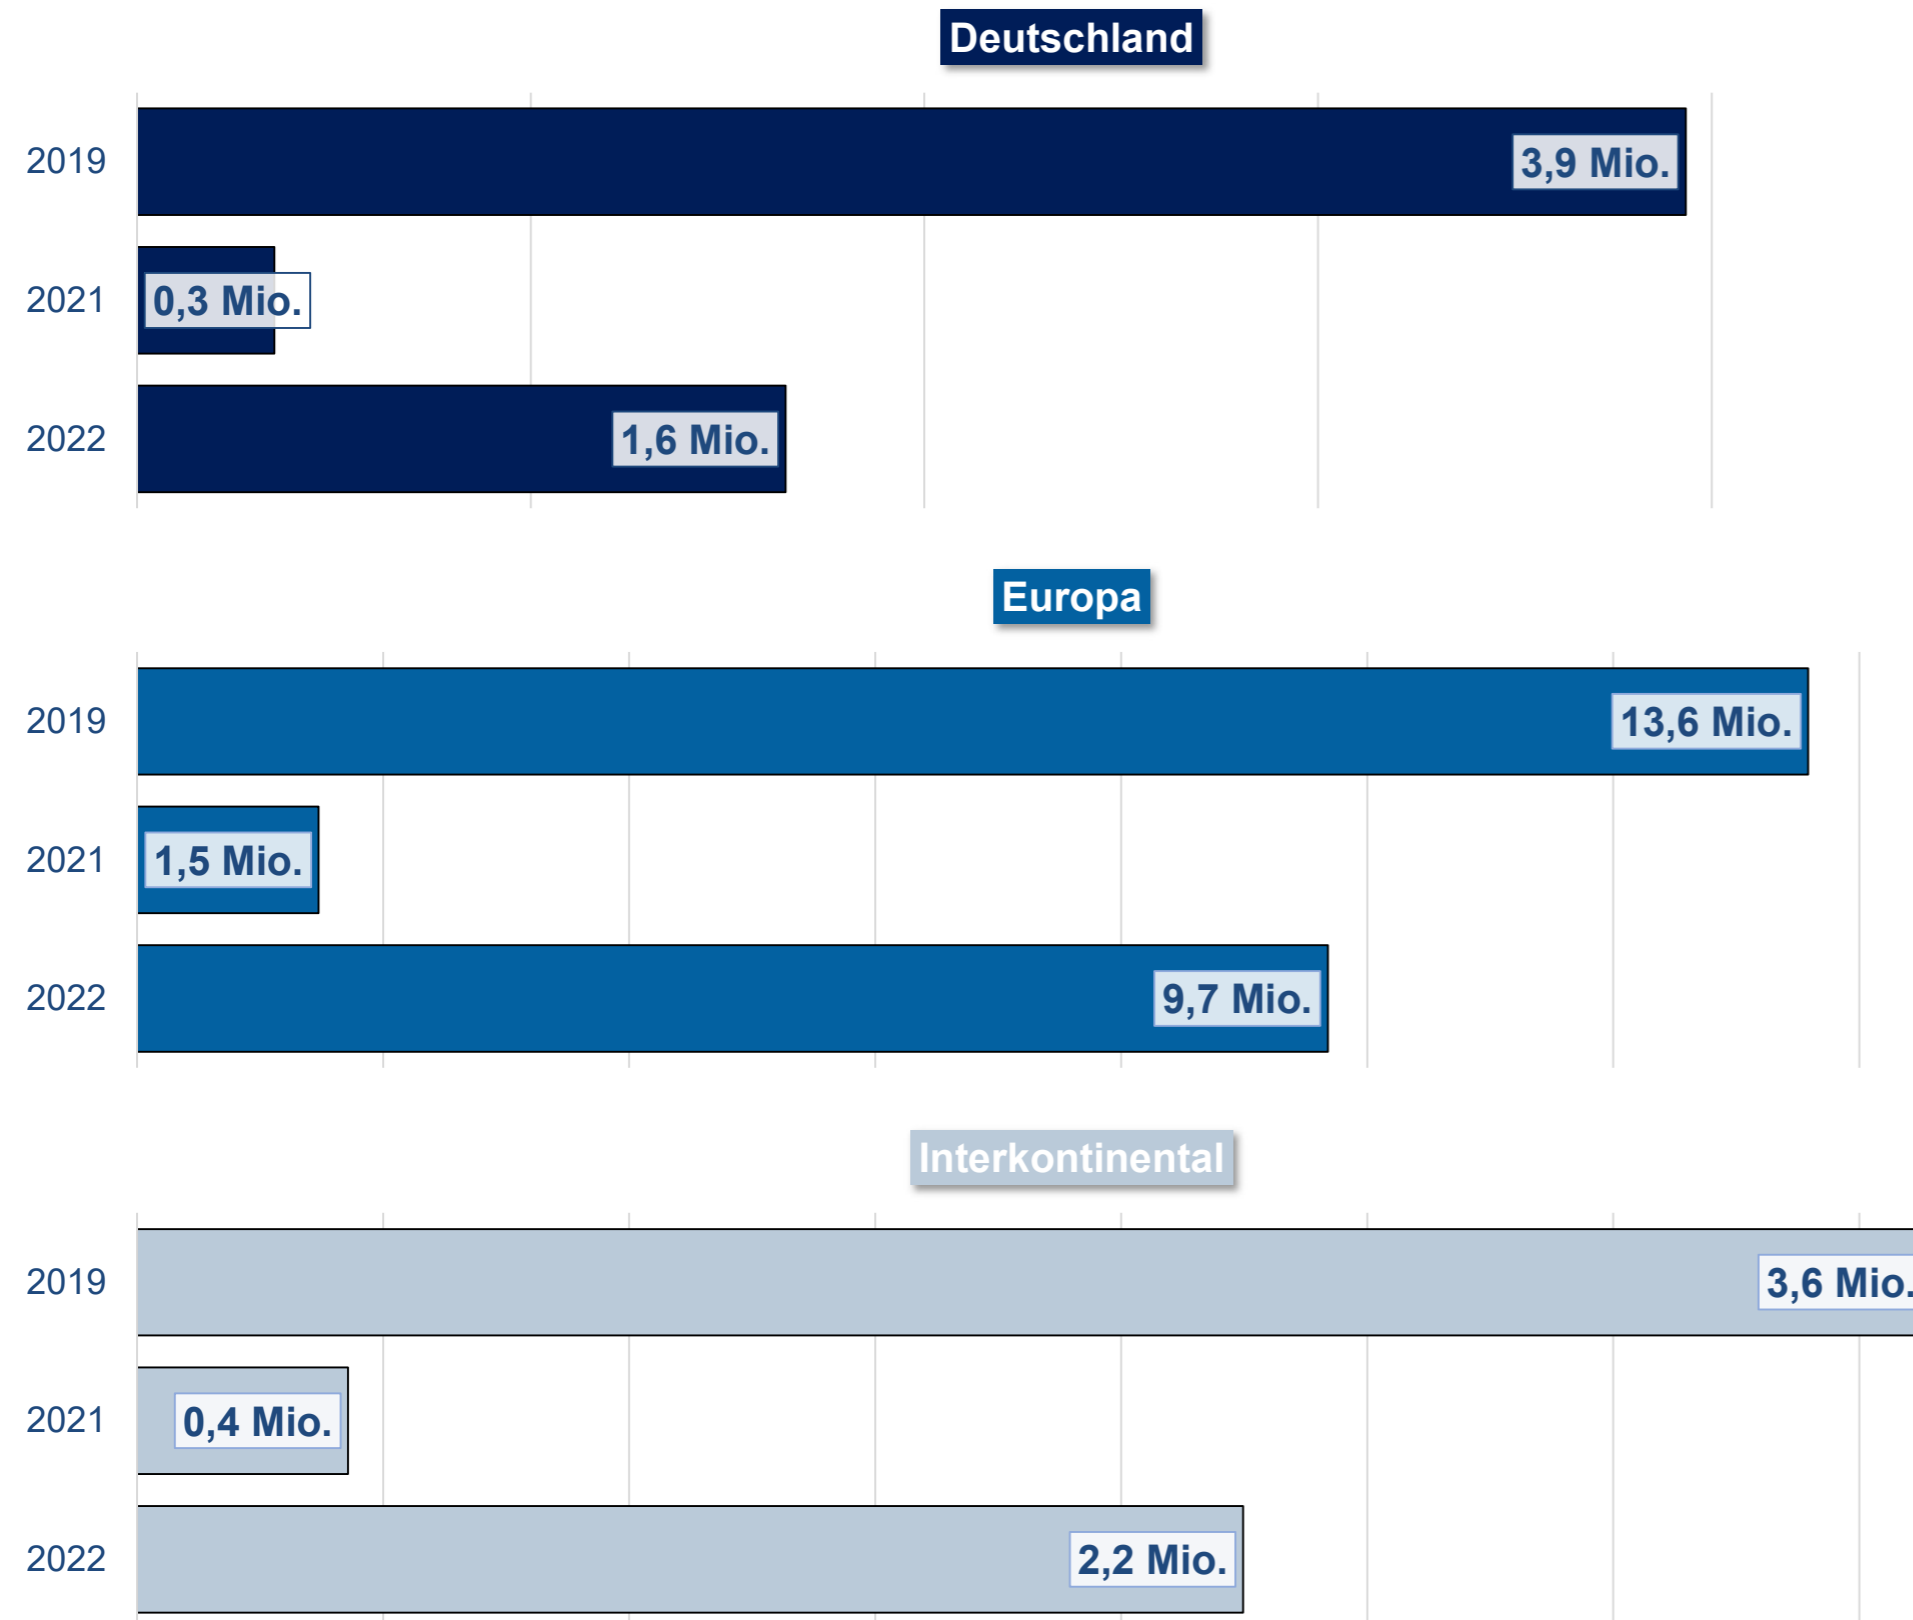 Deutschland
2019 3,9 Mio.
2021 0,3 Mio.
2022 1,6 Mio.
Europa
2019 13,6 Mio.
2021 1,5 Mio.
2022 9,7 Mio.
Interkontinental
2019 3,6 Mio.
2021 0,4 Mio.
2022 2,2 Mio.